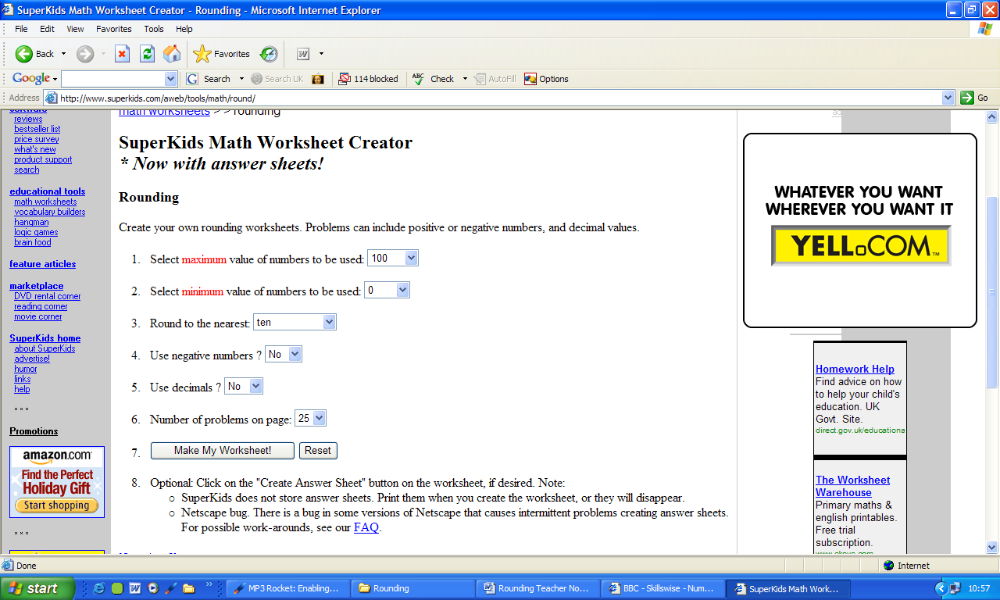 SuperKids Math Worksheet Creator - Rounding - Microsoft Internet Explorer
File Edit View Favorites Tools Help
Back Favorites
Google Search Search UK 114 blocked ABC Check AutoFill Options
Address http://www.superkids.com/aweb/tools/math/round/ Go
software
reviews
bestseller list
price survey
what's new
product support
search
educational tools
math worksheets
vocabulary builders
hangman
logic games
brain food
feature articles
marketplace
DVD rental corner
reading corner
movie corner
SuperKids home
about SuperKids
advertise!
humor
links
help
* * *
Promotions
amazon.com
Find the Perfect
Holiday Gift
Start shopping
* * *
math worksheets > > rounding
SuperKids Math Worksheet Creator
* Now with answer sheets!
Rounding
Create your own rounding worksheets. Problems can include positive or negative numbers, and decimal values.
1. Select maximum value of numbers to be used: 100
2. Select minimum value of numbers to be used: 0
3. Round to the nearest: ten
4. Use negative numbers ? No
5. Use decimals ? No
6. Number of problems on page: 25
7. Make My Worksheet! Reset
8. Optional: Click on the "Create Answer Sheet" button on the worksheet, if desired. Note:
o SuperKids does not store answer sheets. Print them when you create the worksheet, or they will disappear.
o Netscape bug. There is a bug in some versions of Netscape that causes intermittent problems creating answer sheets.
For possible work-arounds, see our FAQ.
WHATEVER YOU WANT
WHEREVER YOU WANT IT
YELL.COM™
Homework Help
Find advice on how
to help your child's
education. UK
Govt. Site.
direct.gov.uk/educationa
The Worksheet
Warehouse
Primary maths &
english printables.
Free trial
subscription.
Done Internet
start MP3 Rocket: Enabling... Rounding Rounding Teacher No... BBC - Skillswise - Num... SuperKids Math Work... 10:57